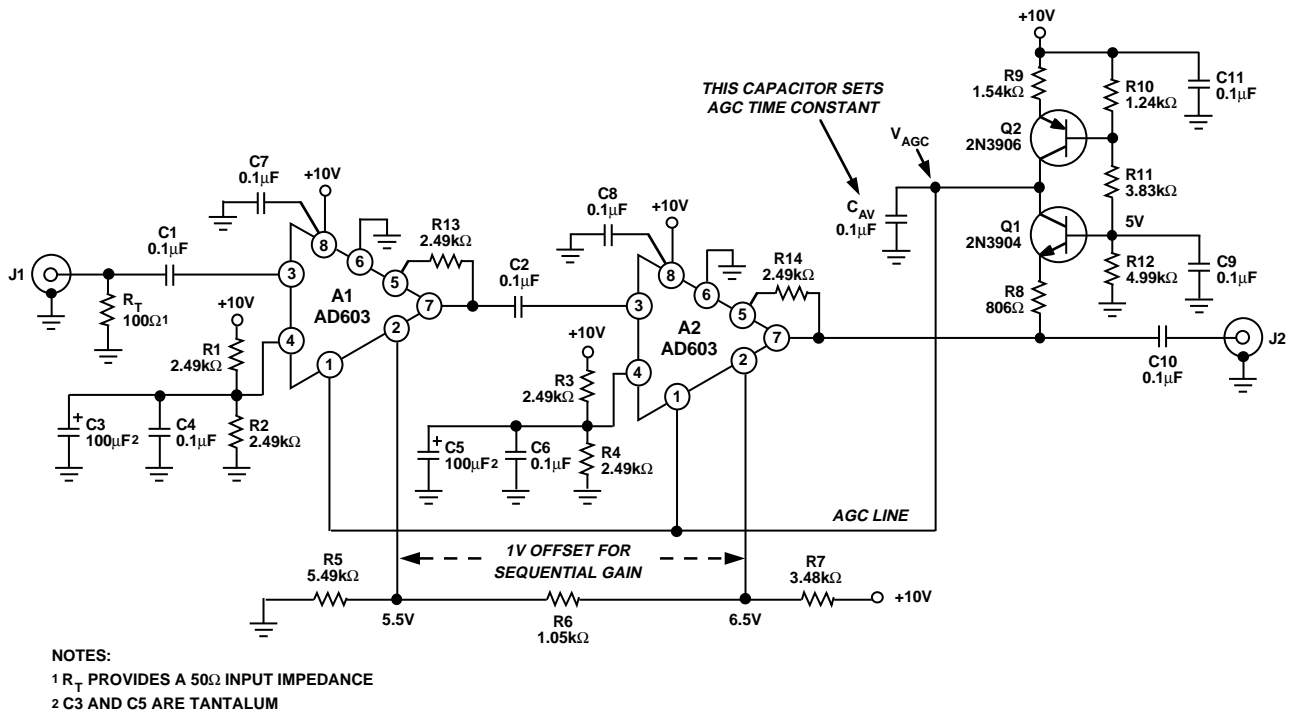 +10V
THIS CAPACITOR SETS
AGC TIME CONSTANT
R9
1.54kΩ
R10
1.24kΩ
C11
0.1µF
Q2
2N3906
V_AGC
C7
0.1µF
+10V
C8
0.1µF
+10V
R11
3.83kΩ
C_AV
0.1µF
Q1
2N3904
5V
R13
2.49kΩ
C1
0.1µF
J1
8
6
5
3
7
A1
AD603
4
2
1
R_T
100Ω1
+10V
R1
2.49kΩ
C2
0.1µF
8
6
5
3
7
A2
AD603
4
2
1
R14
2.49kΩ
R12
4.99kΩ
C9
0.1µF
R8
806Ω
J2
C10
0.1µF
+10V
R3
2.49kΩ
C3
+
100µF2
C4
0.1µF
R2
2.49kΩ
C5
+
100µF2
C6
0.1µF
R4
2.49kΩ
AGC LINE
1V OFFSET FOR
SEQUENTIAL GAIN
R5
5.49kΩ
R7
3.48kΩ
+10V
5.5V
R6
1.05kΩ
6.5V
NOTES:
1 R_T PROVIDES A 50Ω INPUT IMPEDANCE
2 C3 AND C5 ARE TANTALUM